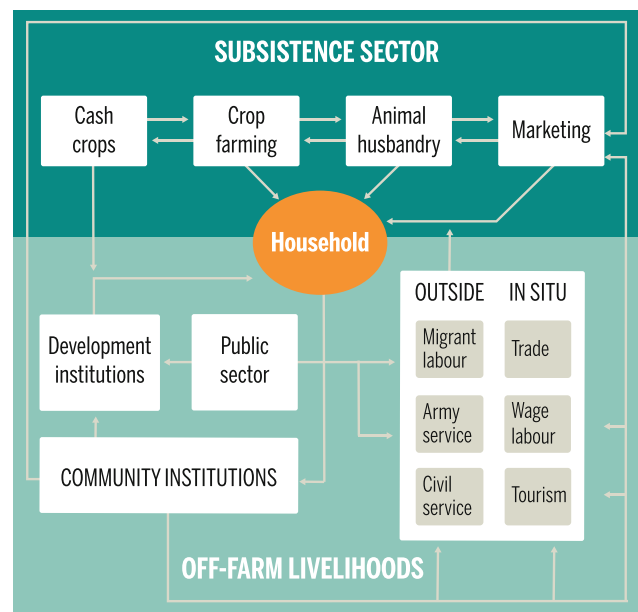 SUBSISTENCE SECTOR
Cash
crops
Crop
farming
Animal
husbandry
Marketing
Household
OUTSIDE
IN SITU
Development
institutions
Public
sector
Migrant
labour
Trade
Army
service
Wage
labour
COMMUNITY INSTITUTIONS
Civil
service
Tourism
OFF-FARM LIVELIHOODS